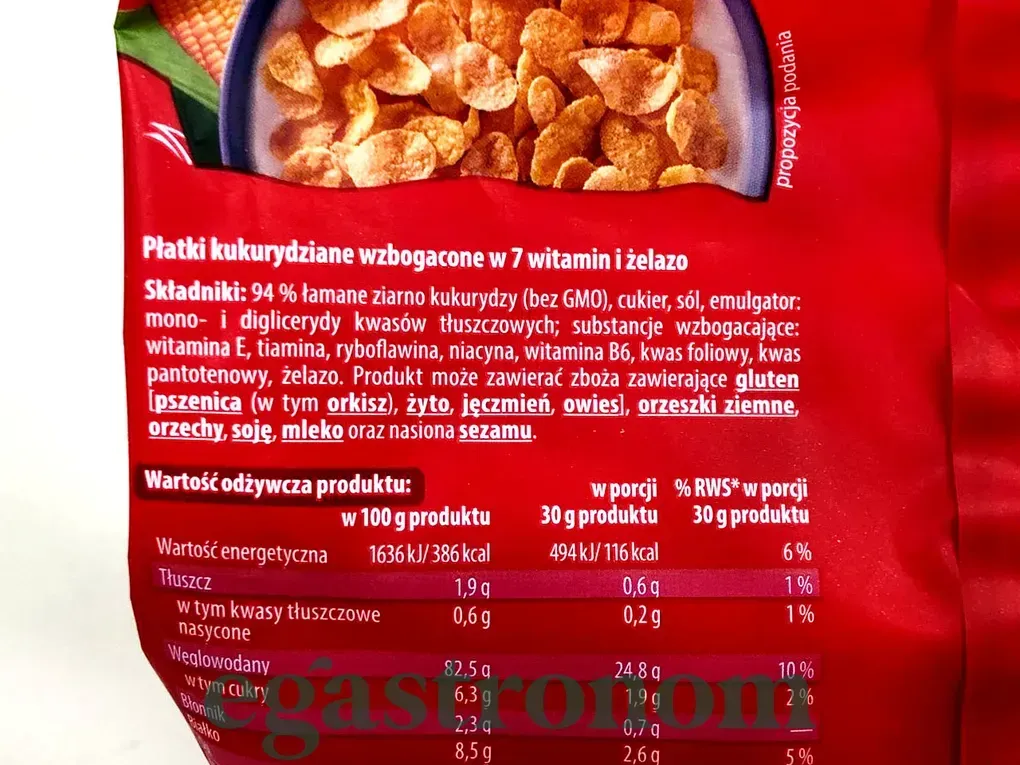 propozycja podania
Płatki kukurydziane wzbogacone w 7 witamin i żelazo
Składniki: 94 % łamane ziarno kukurydzy (bez GMO), cukier, sól, emulgator:
mono- i diglicerydy kwasów tłuszczowych; substancje wzbogacające:
witamina E, tiamina, ryboflawina, niacyna, witamina B6, kwas foliowy, kwas
pantotenowy, żelazo. Produkt może zawierać zboża zawierające gluten
[pszenica (w tym orkisz), żyto, jęczmień, owies], orzeszki ziemne,
orzechy, soję, mleko oraz nasiona sezamu.
Wartość odżywcza produktu:
w porcji % RWS* w porcji
w 100 g produktu 30 g produktu 30 g produktu
Wartość energetyczna 1636 kJ/ 386 kcal 494 kJ/ 116 kcal 6 %
Tłuszcz 1,9 g 0,6 g 1 %
w tym kwasy tłuszczowe 0,6 g 0,2 g 1 %
nasycone
Węglowodany 82,5 g 24,8 g 10 %
w tym cukry 6,3 g 1,9 g 2 %
Błonnik 2,3 g 0,7 g —
Białko 8,5 g 2,6 g 5 %
egastronom